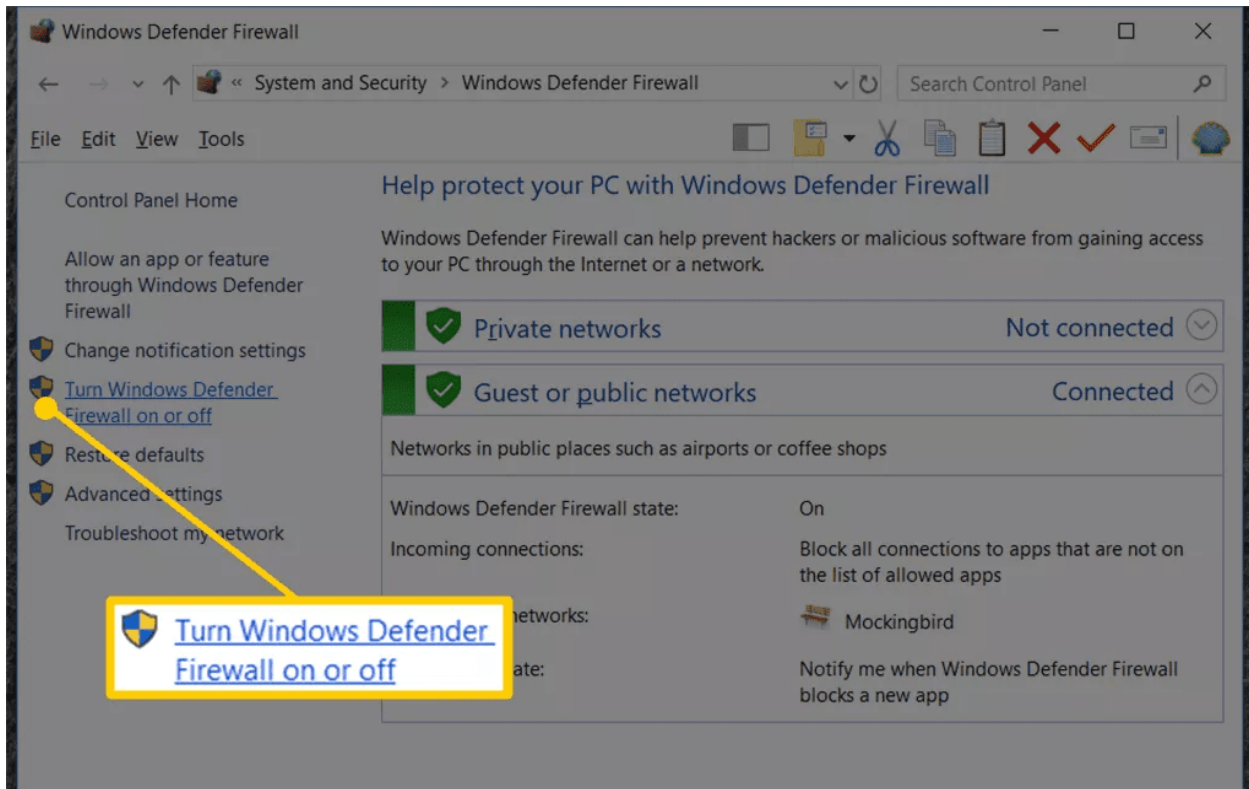 Windows Defender Firewall
« System and Security > Windows Defender Firewall
Search Control Panel
File Edit View Tools
Control Panel Home
Allow an app or feature
through Windows Defender
Firewall
Change notification settings
Turn Windows Defender
Firewall on or off
Restore defaults
Advanced settings
Troubleshoot my network
Turn Windows Defender
Firewall on or off
Help protect your PC with Windows Defender Firewall
Windows Defender Firewall can help prevent hackers or malicious software from gaining access
to your PC through the Internet or a network.
Private networks Not connected
Guest or public networks Connected
Networks in public places such as airports or coffee shops
Windows Defender Firewall state: On
Incoming connections: Block all connections to apps that are not on
the list of allowed apps
networks: Mockingbird
Notify me when Windows Defender Firewall
blocks a new app